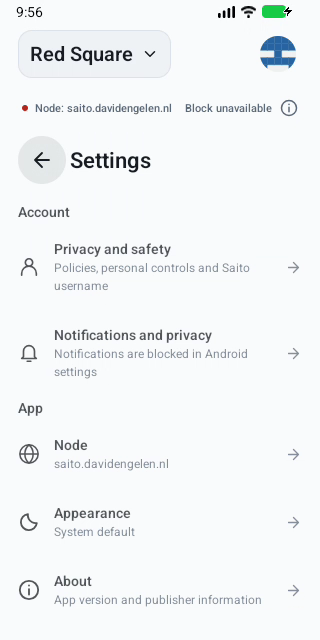 9:56
Red Square
Node: saito.davidengelen.nl Block unavailable
Settings
Account
Privacy and safety
Policies, personal controls and Saito
username
Notifications and privacy
Notifications are blocked in Android
settings
App
Node
saito.davidengelen.nl
Appearance
System default
About
App version and publisher information